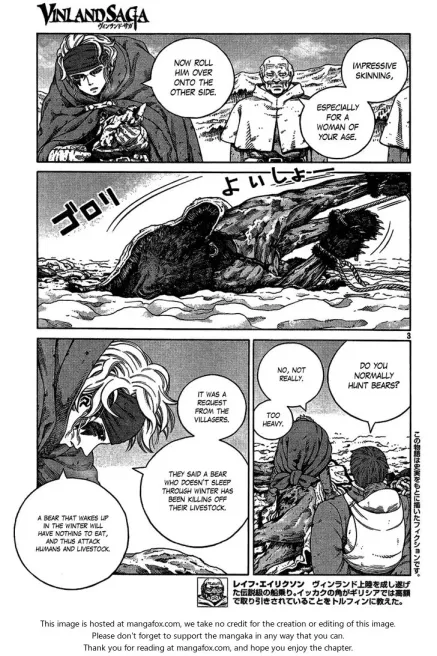 VINLAND SAGA
ヴィンランド・サガ
NOW ROLL
HIM OVER
ONTO THE
OTHER SIDE.
IMPRESSIVE
SKINNING,
ESPECIALLY
FOR A
WOMAN OF
YOUR AGE.
よいしょ
ゴロリ
3
IT WAS A
REQUEST
FROM THE
VILLAGERS.
THEY SAID A BEAR
WHO DOESN'T SLEEP
THROUGH WINTER HAS
BEEN KILLING OFF
THEIR LIVESTOCK.
A BEAR THAT WAKES UP
IN THE WINTER WILL
HAVE NOTHING TO EAT,
AND THUS ATTACK
HUMANS AND LIVESTOCK.
DO YOU
NORMALLY
HUNT BEARS?
NO, NOT
REALLY.
TOO
HEAVY.
この物語は史実をもとに描いたフィクションです。
レイフ・エイリクソン ヴィンランド上陸を成し遂げ
た伝説級の船乗り。イッカクの角がギリシアでは高額
で取り引きされていることをトルフィンに教えた。
This image is hosted at mangafox.com, we take no credit for the creation or editing of this image.
Please don't forget to support the mangaka in any way that you can.
Thank you for reading at mangafox.com, and hope you enjoy the chapter.